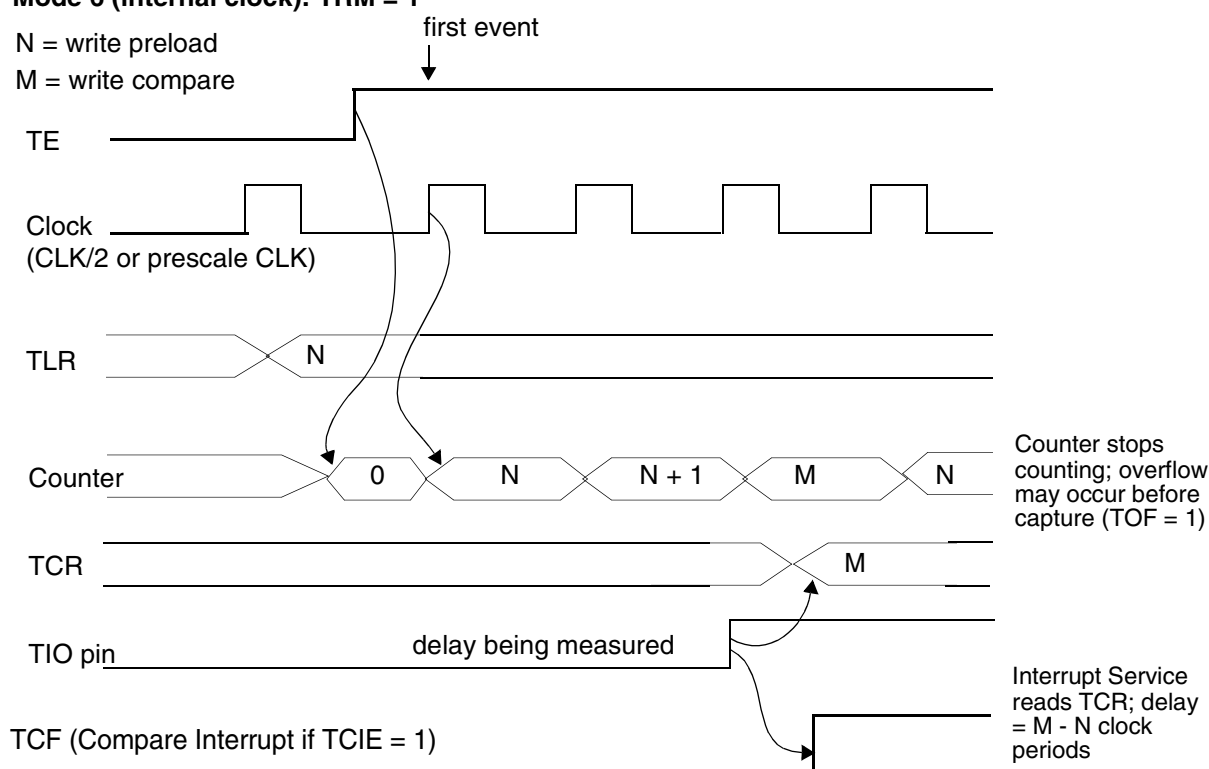 Mode 6 (internal clock): TRM = 1
first event
N = write preload
M = write compare
TE
Clock
(CLK/2 or prescale CLK)
TLR
N
Counter
0
N
N + 1
M
N
Counter stops
counting; overflow
may occur before
capture (TOF = 1)
TCR
M
TIO pin
delay being measured
Interrupt Service
reads TCR; delay
= M - N clock
periods
TCF (Compare Interrupt if TCIE = 1)